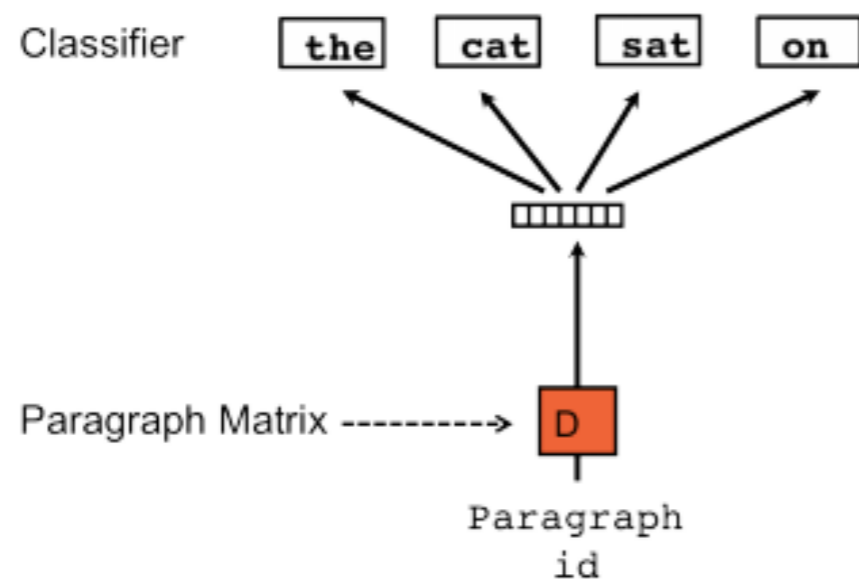 Classifier the cat sat on
Paragraph Matrix D
Paragraph
id